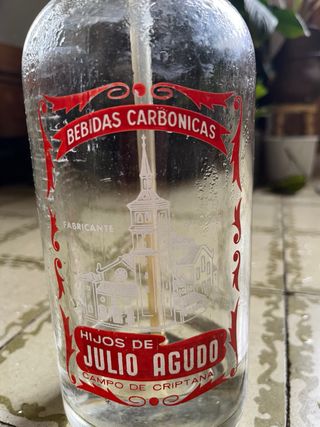 BEBIDAS CARBONICAS
FABRICANTE
HIJOS DE
JULIO AGUDO
CAMPO DE CRIPTANA